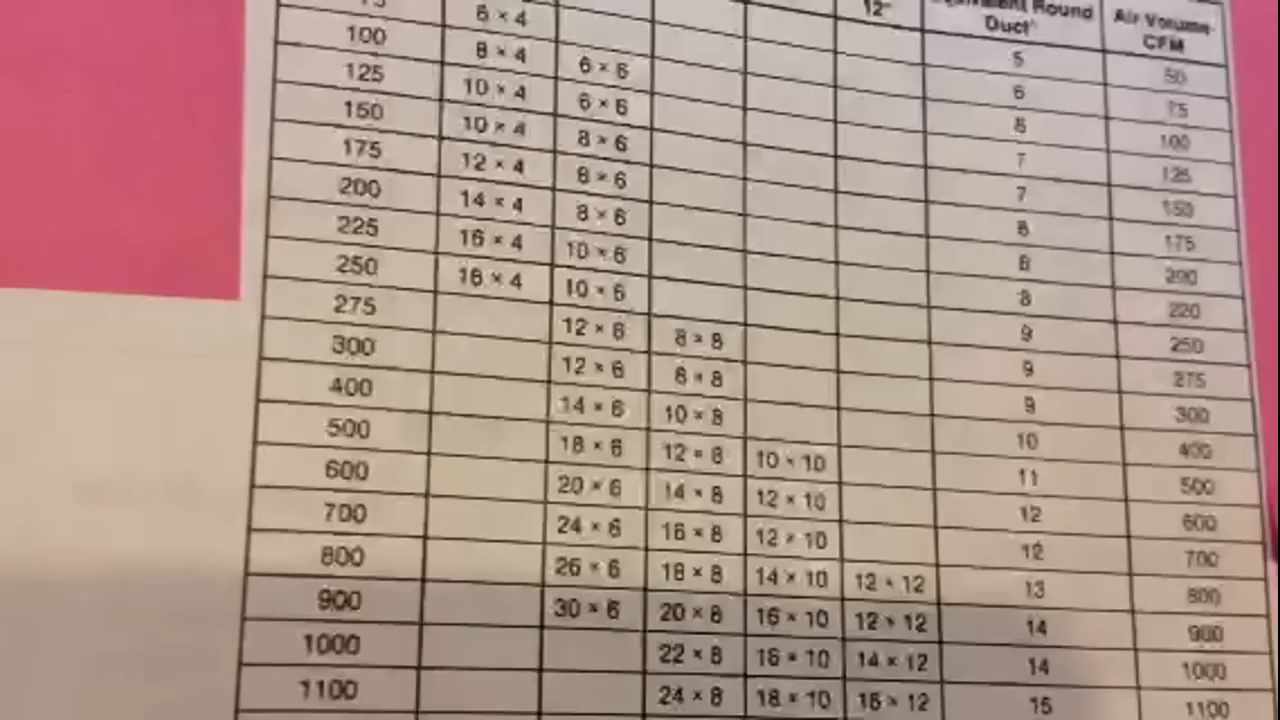 12" Round Air Volume
Duct CFM
5 50
75 6 × 4 6 75
100 8 × 4 6 × 6 6 100
125 10 × 4 6 × 6 7 125
150 10 × 4 8 × 6 7 150
175 12 × 4 8 × 6 8 175
200 14 × 4 8 × 6 8 200
225 16 × 4 10 × 6 8 220
250 16 × 4 10 × 6 9 250
275 12 × 6 8 × 8 9 275
300 12 × 6 8 × 8 9 300
400 14 × 6 10 × 8 10 400
500 18 × 6 12 × 8 10 × 10 11 500
600 20 × 6 14 × 8 12 × 10 12 600
700 24 × 6 16 × 8 12 × 10 12 700
800 26 × 6 18 × 8 14 × 10 12 × 12 13 800
900 30 × 6 20 × 8 16 × 10 12 × 12 14 900
1000 22 × 8 16 × 10 14 × 12 14 1000
1100 24 × 8 18 × 10 16 × 12 15 1100